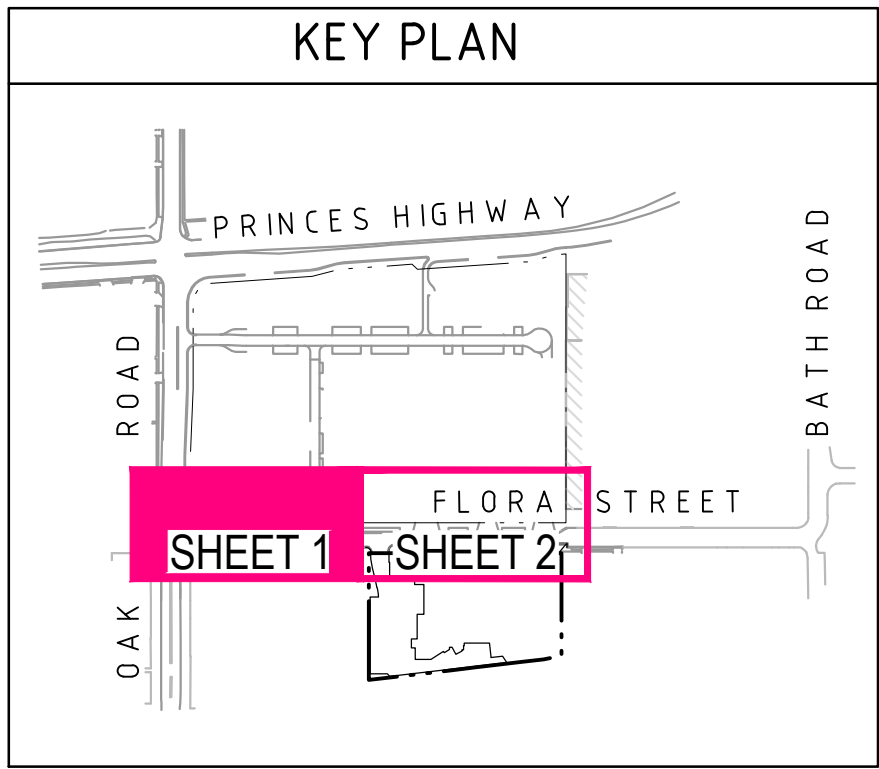 KEY PLAN
PRINCES HIGHWAY
BATH ROAD
OAK ROAD
FLORA STREET
SHEET 1
SHEET 2